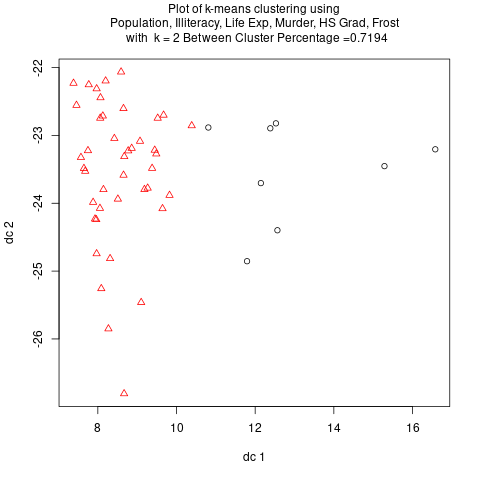 Plot of k-means clustering using
Population, Illiteracy, Life Exp, Murder, HS Grad, Frost
with k = 2 Between Cluster Percentage =0.7194
-22
-23
-24
-25
-26
dc 2
8 10 12 14 16
dc 1